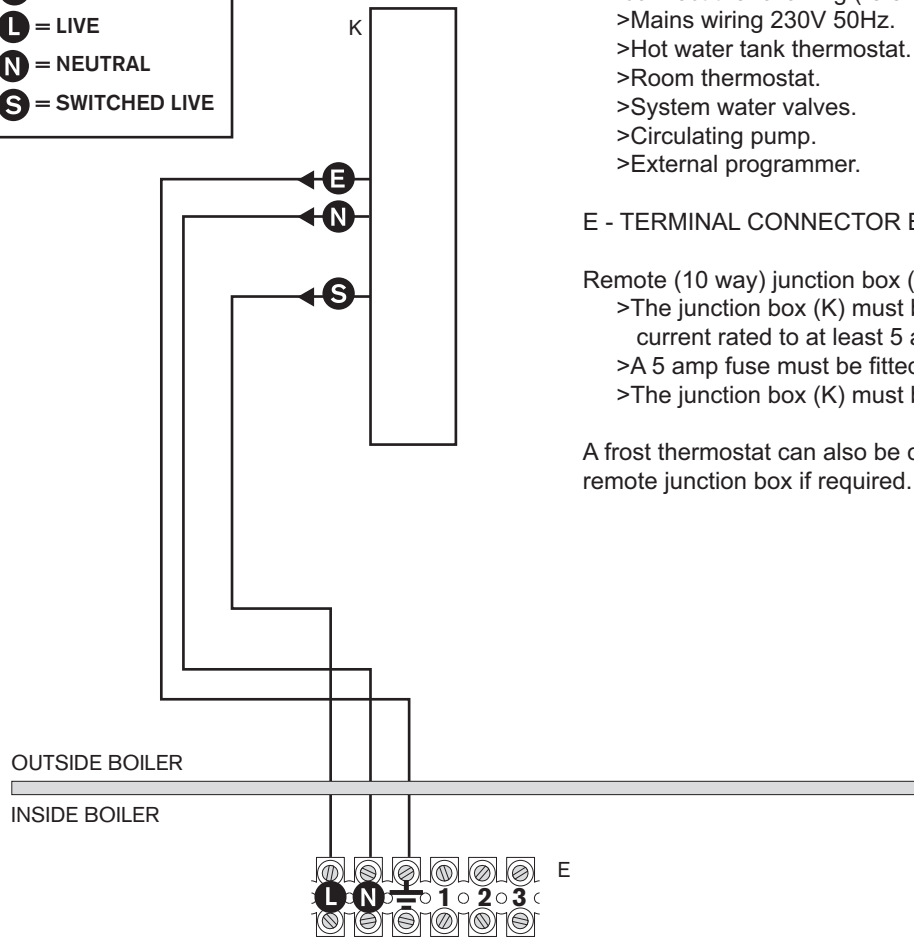 L = LIVE
N = NEUTRAL
S = SWITCHED LIVE
K
>Mains wiring 230V 50Hz.
>Hot water tank thermostat.
>Room thermostat.
>System water valves.
>Circulating pump.
>External programmer.
E - TERMINAL CONNECTOR
Remote (10 way) junction box (
>The junction box (K) must
current rated to at least 5
>A 5 amp fuse must be fitted
>The junction box (K) must
A frost thermostat can also be
remote junction box if required.
E
N
S
OUTSIDE BOILER
INSIDE BOILER
L N 1 2 3 E